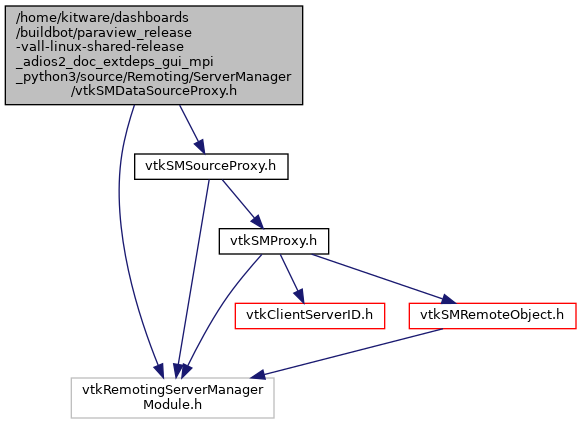 /home/kitware/dashboards
/buildbot/paraview_release
-vall-linux-shared-release
_adios2_doc_extdeps_gui_mpi
_python3/source/Remoting/ServerManager
/vtkSMDataSourceProxy.h
vtkSMSourceProxy.h
vtkSMProxy.h
vtkClientServerID.h
vtkSMRemoteObject.h
vtkRemotingServerManager
Module.h